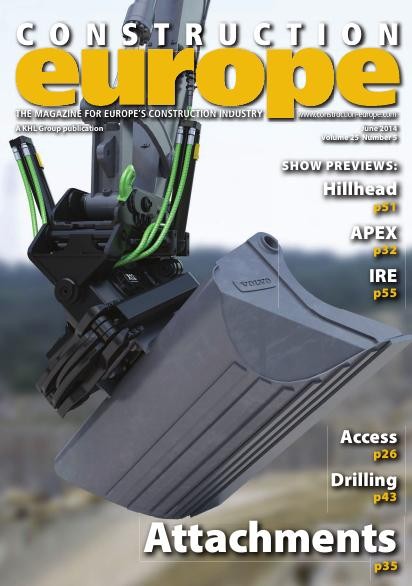 CONSTRUCTION
europe
THE MAGAZINE FOR EUROPE'S CONSTRUCTION INDUSTRY
www.construction-europe.com
A KHL Group publication
June 2014
Volume 25 Number 5
SHOW PREVIEWS:
Hillhead
p51
APEX
p32
IRE
p55
VOLVO
Access
p26
Drilling
p43
Attachments
p35